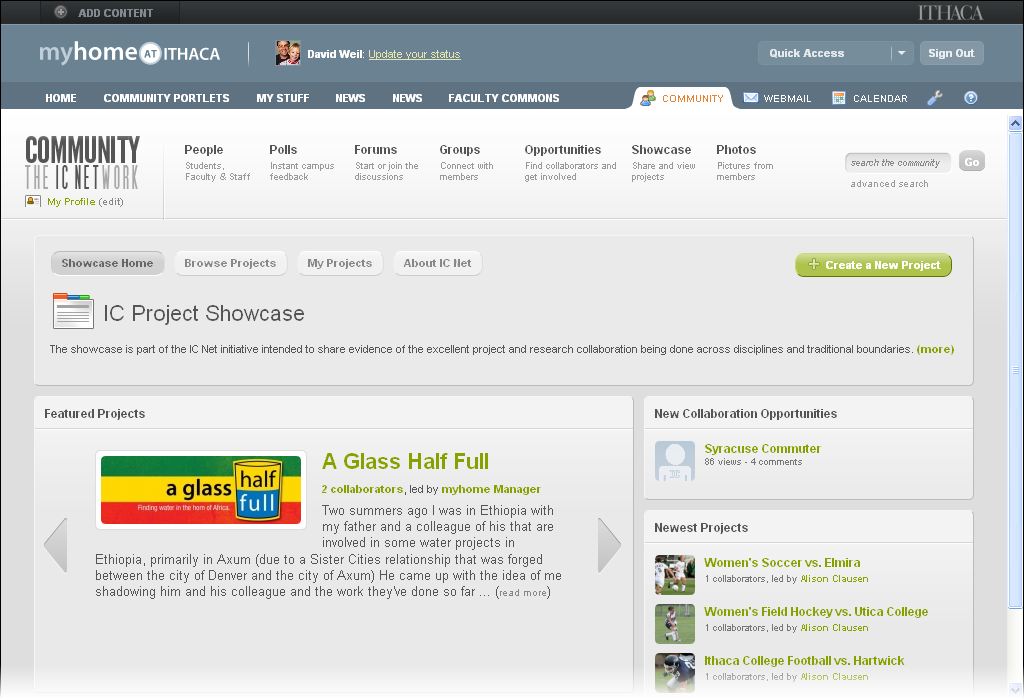 ADD CONTENT
ITHACA
myhome AT ITHACA
David Weil: Update your status
Quick Access
Sign Out
HOME
COMMUNITY PORTLETS
MY STUFF
NEWS
NEWS
FACULTY COMMONS
COMMUNITY
WEBMAIL
CALENDAR
COMMUNITY
THE IC NETWORK
My Profile (edit)
People
Students,
Faculty & Staff
Polls
Instant campus
feedback
Forums
Start or join the
discussions
Groups
Connect with
members
Opportunities
Find collaborators and
get involved
Showcase
Share and view
projects
Photos
Pictures from
members
search the community
Go
advanced search
Showcase Home
Browse Projects
My Projects
About IC Net
+ Create a New Project
IC Project Showcase
The showcase is part of the IC Net initiative intended to share evidence of the excellent project and research collaboration being done across disciplines and traditional boundaries. (more)
Featured Projects
a glass half full
Finding water in the horn of Africa.
A Glass Half Full
2 collaborators, led by myhome Manager
Two summers ago I was in Ethiopia with
my father and a colleague of his that are
involved in some water projects in
Ethiopia, primarily in Axum (due to a Sister Cities relationship that was forged
between the city of Denver and the city of Axum) He came up with the idea of me
shadowing him and his colleague and the work they've done so far ... (read more)
New Collaboration Opportunities
IC
Syracuse Commuter
86 views - 4 comments
Newest Projects
Women's Soccer vs. Elmira
1 collaborators, led by Alison Clausen
Women's Field Hockey vs. Utica College
1 collaborators, led by Alison Clausen
Ithaca College Football vs. Hartwick
1 collaborators, led by Alison Clausen